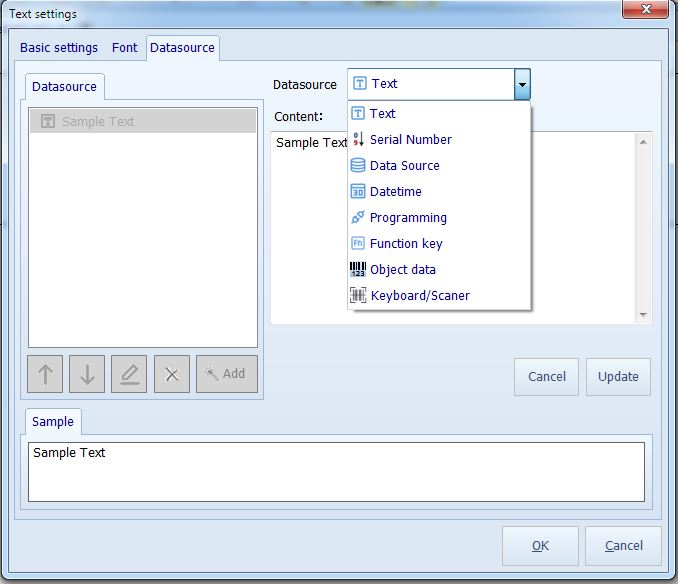 Text settings
Basic settings Font Datasource
Datasource
Datasource Text
Sample Text
Content:
Sample Text
Text
Serial Number
Data Source
Datetime
Programming
Function key
Object data
Keyboard/Scaner
Add
Cancel Update
Sample
Sample Text
OK Cancel